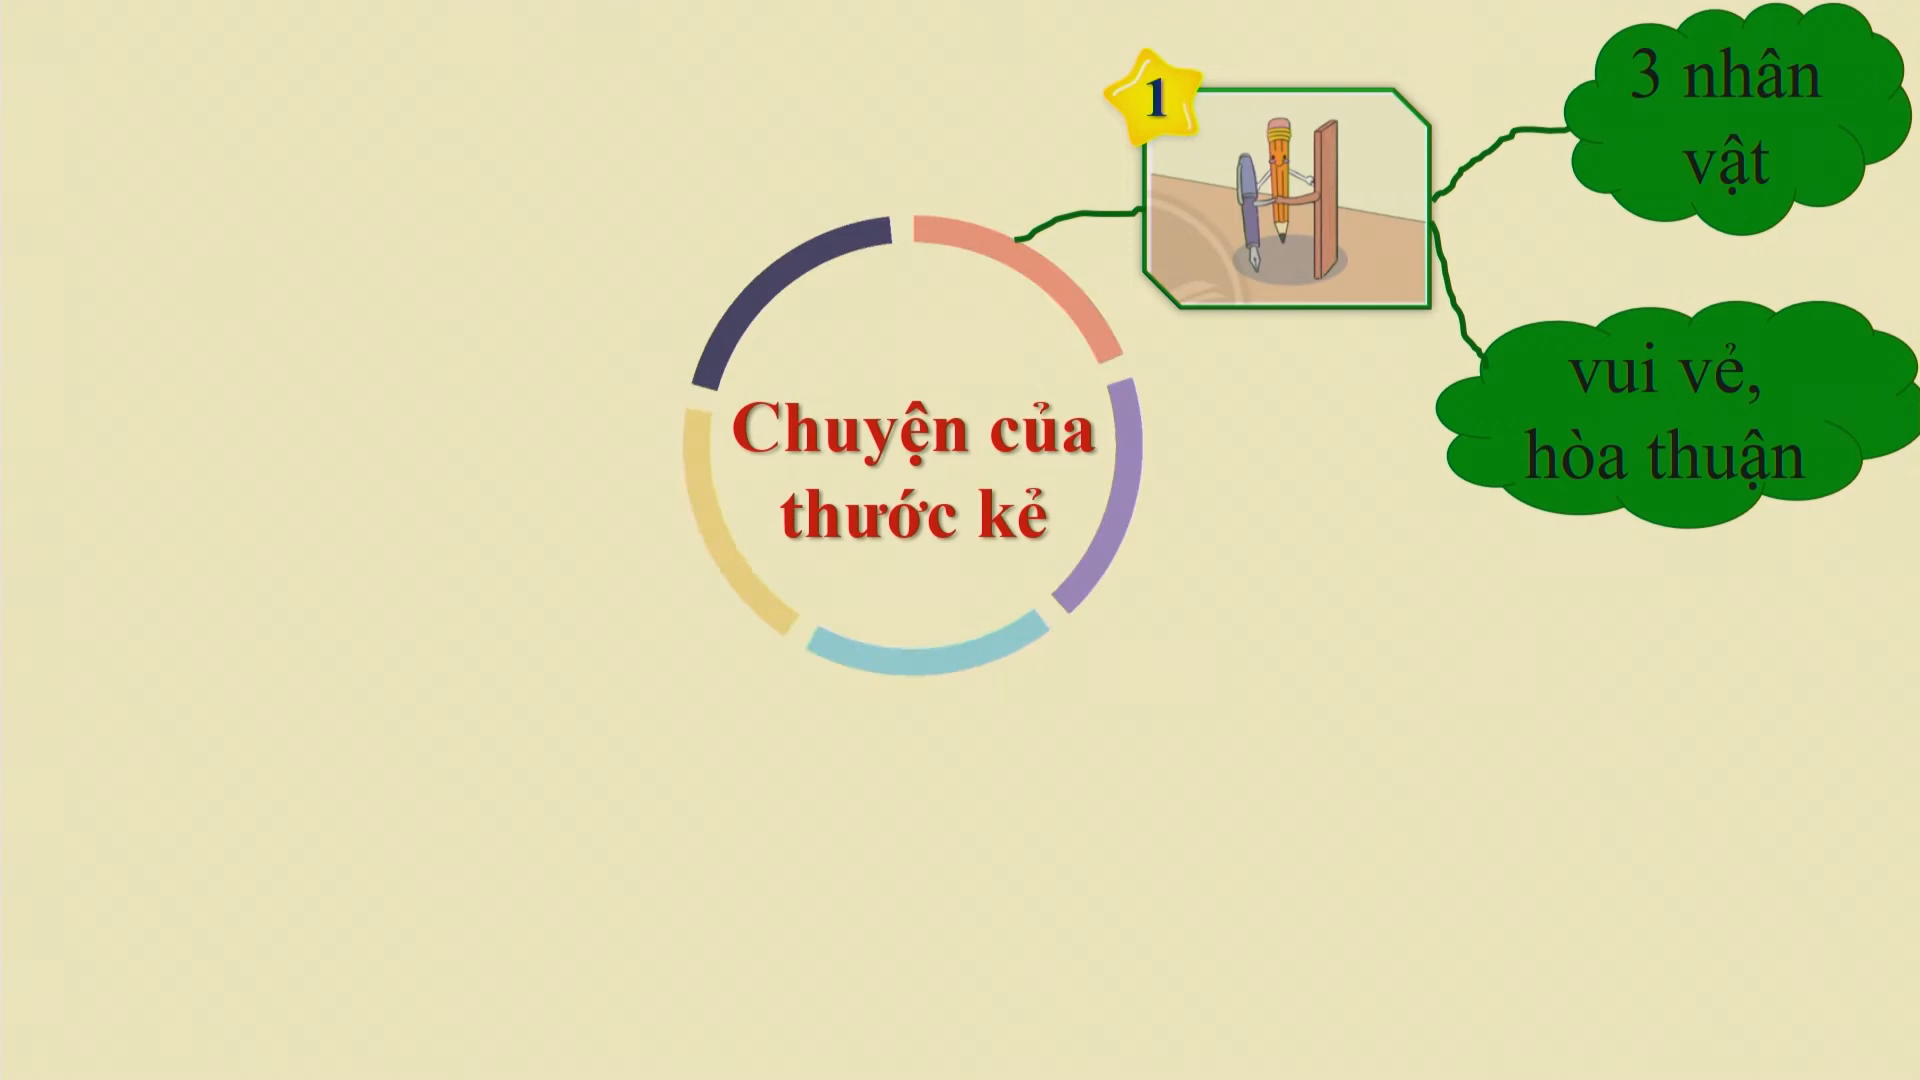 1
3 nhân
vật
vui vẻ,
hòa thuận
Chuyện của
thước kẻ